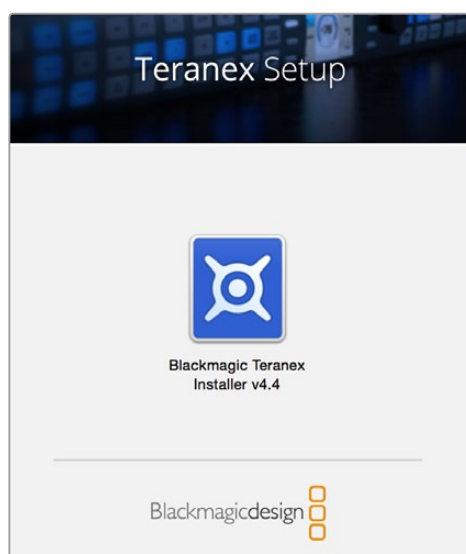 Teranex Setup
Blackmagic Teranex
Installer v4.4
Blackmagicdesign